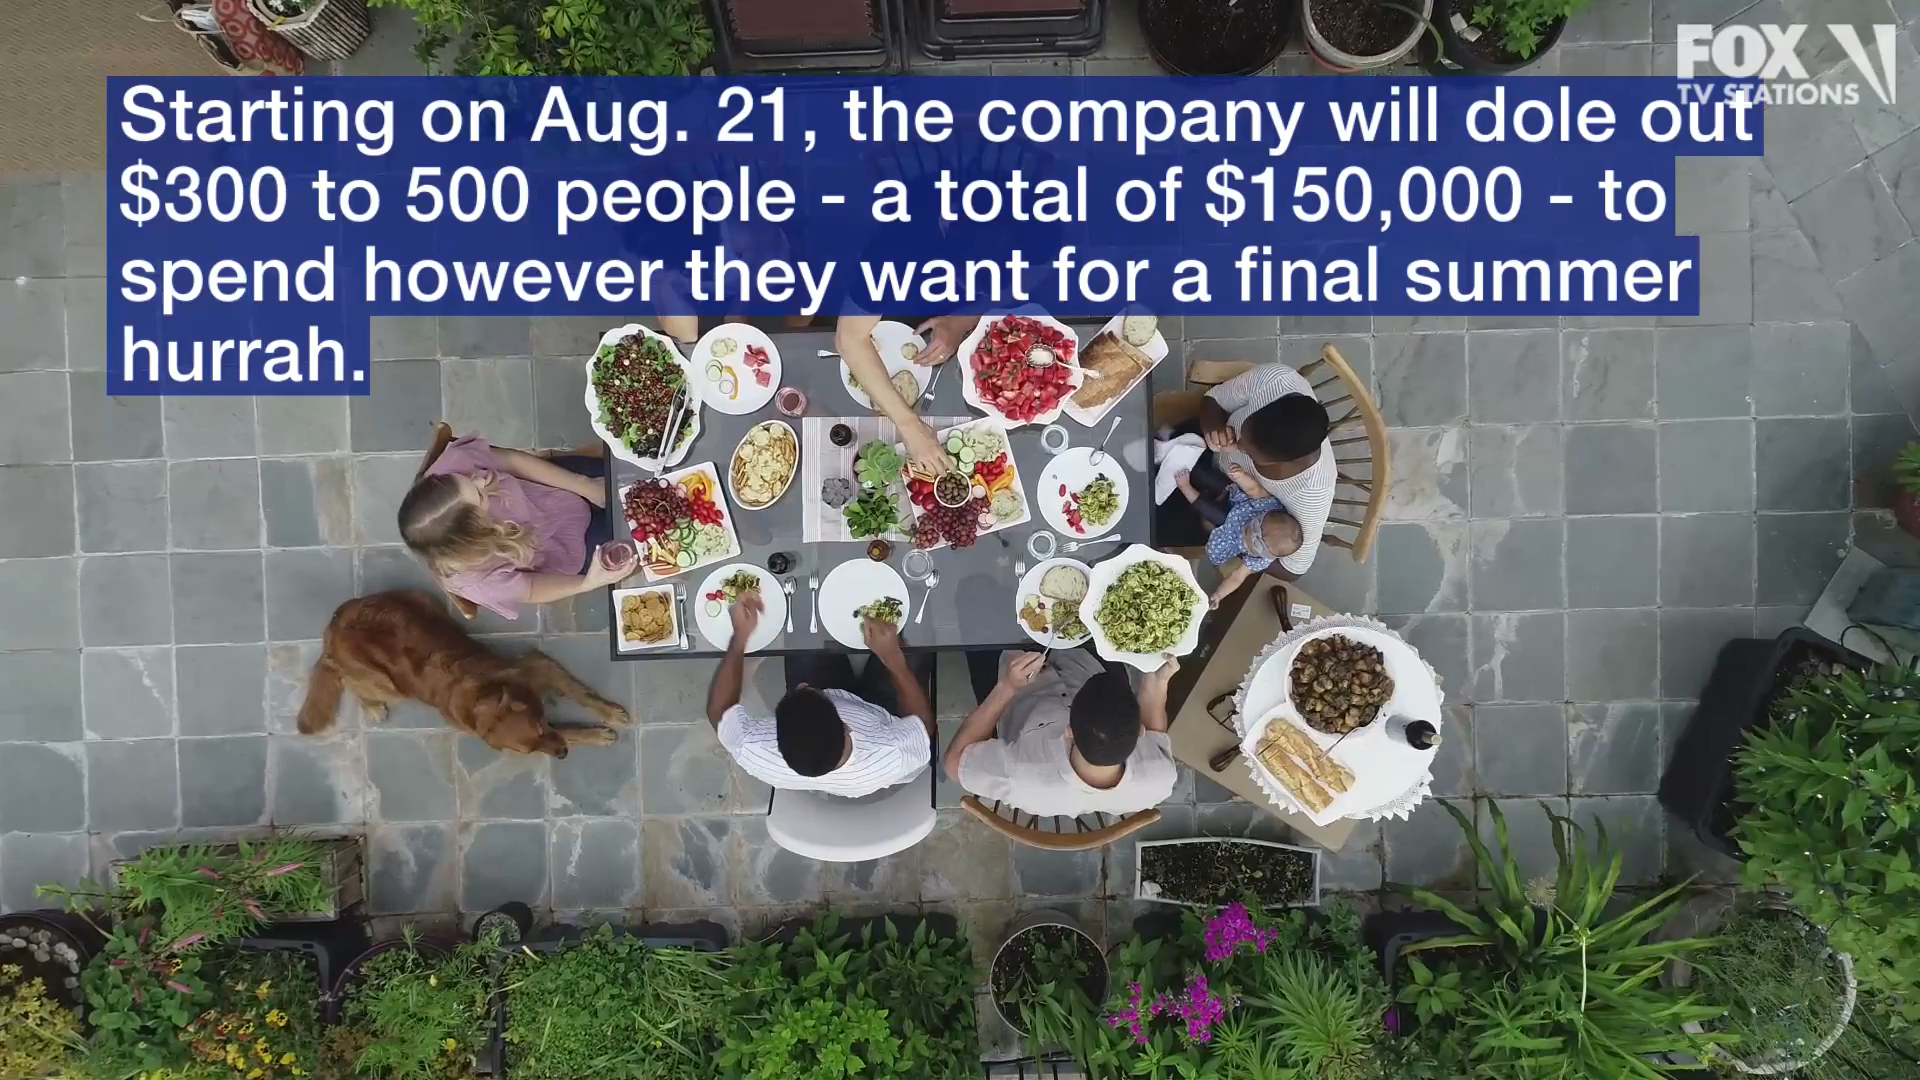 FOX
TV STATIONS
Starting on Aug. 21, the company will dole out
$300 to 500 people - a total of $150,000 - to
spend however they want for a final summer
hurrah.